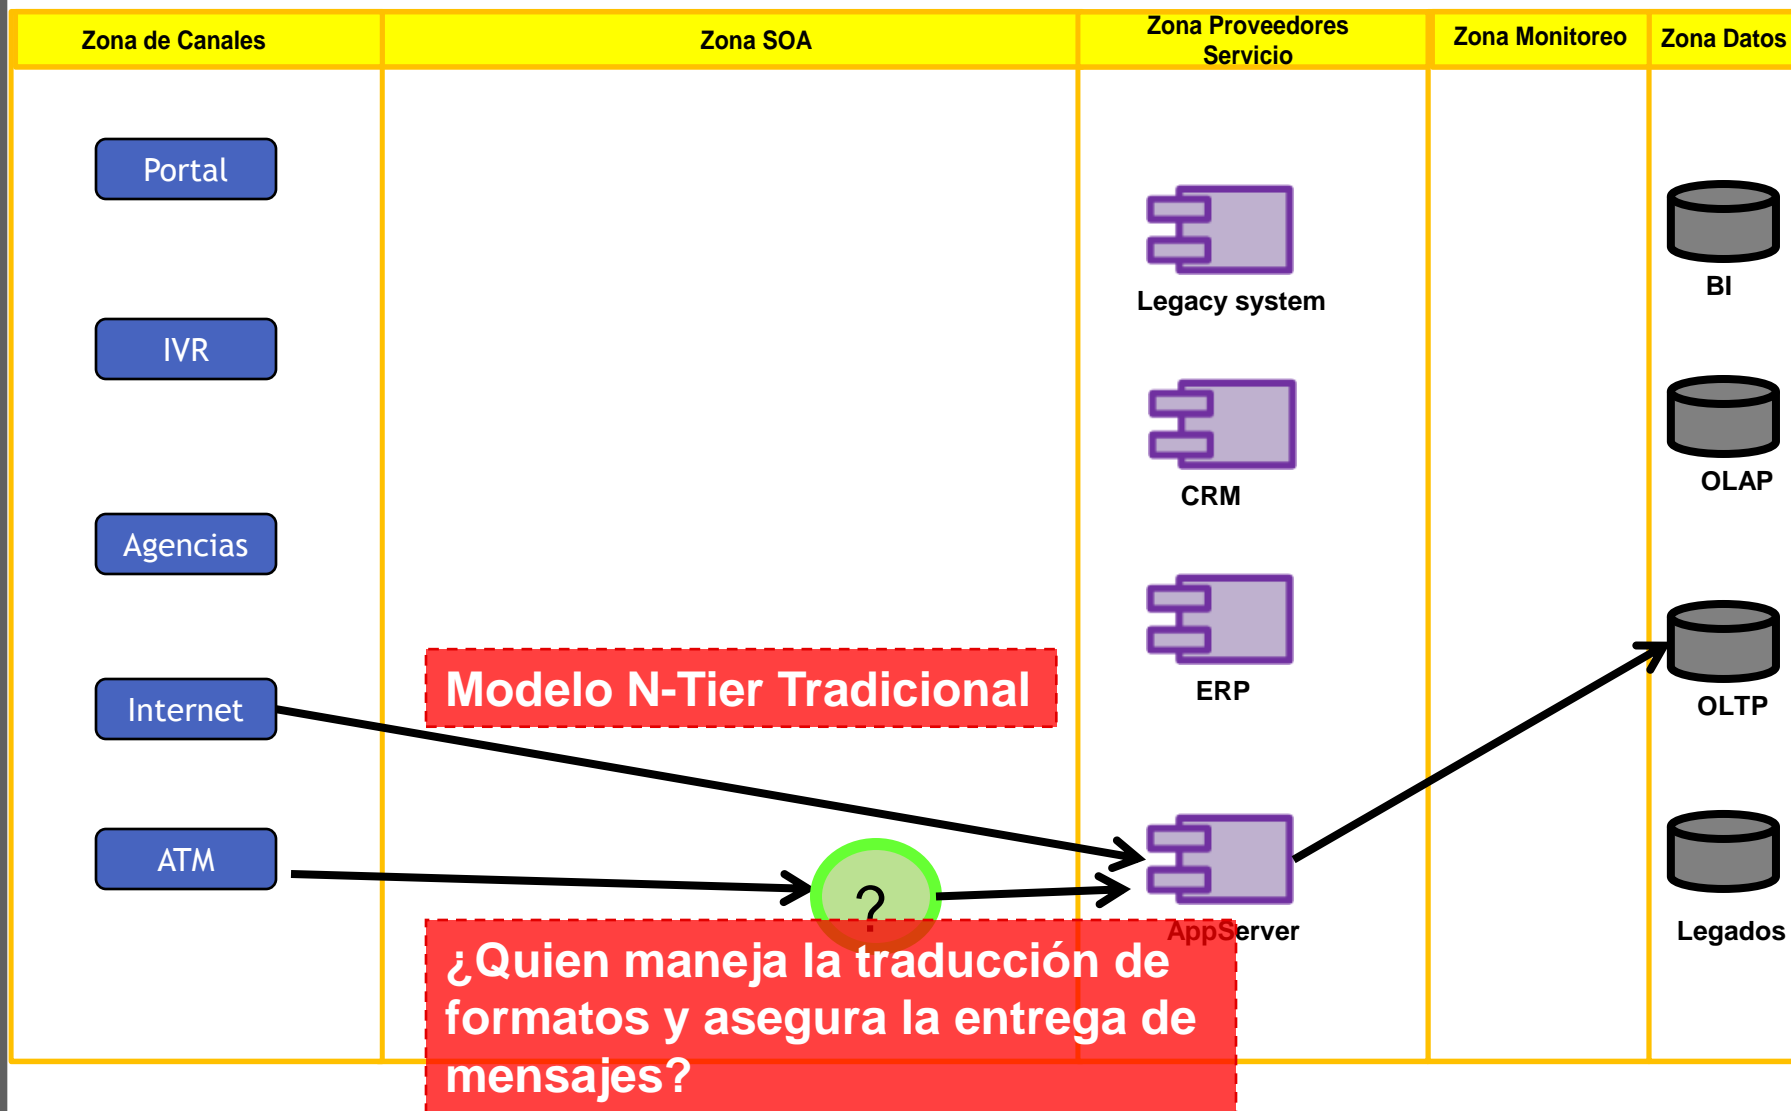 Zona de Canales
Zona SOA
Zona Proveedores
Servicio
Zona Monitoreo
Zona Datos
Portal
IVR
Agencias
Internet
ATM
Modelo N-Tier Tradicional
?
¿Quien maneja la traducción de
formatos y asegura la entrega de
mensajes?
Legacy system
CRM
ERP
AppServer
BI
OLAP
OLTP
Legados